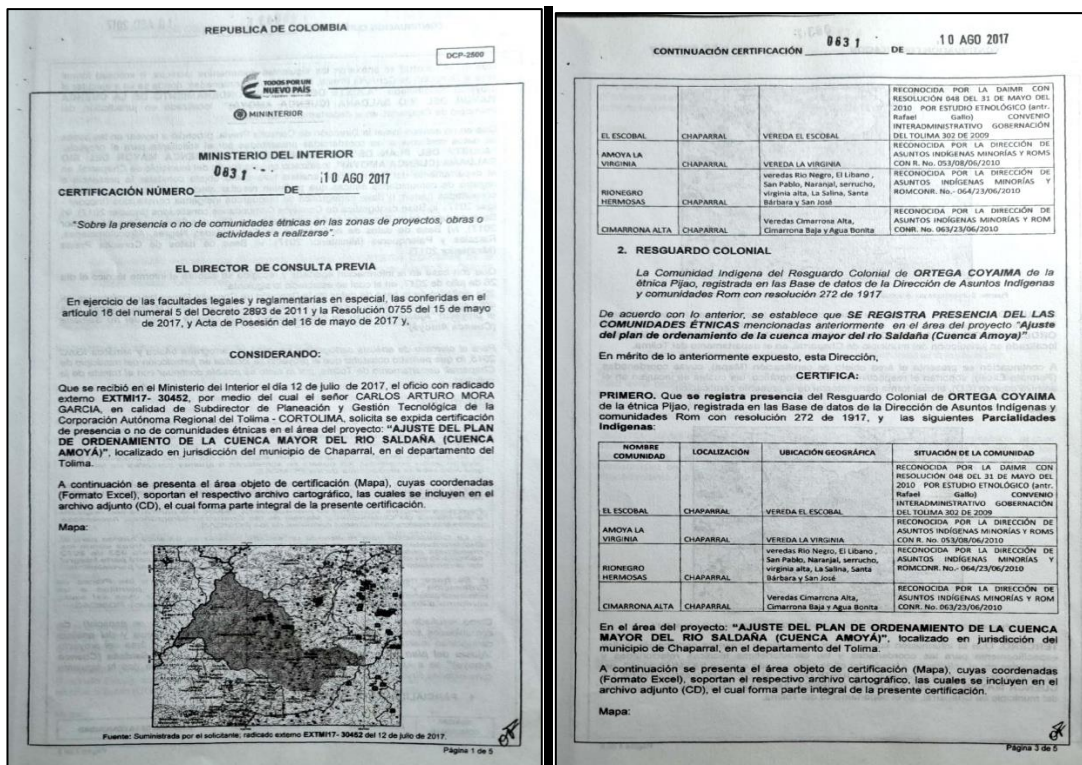 REPUBLICA DE COLOMBIA
DCP-2500
TODOS POR UN
NUEVO PAÍS
MININTERIOR
MINISTERIO DEL INTERIOR
CERTIFICACIÓN NÚMERO 0831 DE 10 AGO 2017
"Sobre la presencia o no de comunidades étnicas en las zonas de proyectos, obras o
actividades a realizarse".
EL DIRECTOR DE CONSULTA PREVIA
En ejercicio de las facultades legales y reglamentarias en especial, las conferidas en el
artículo 16 del numeral 5 del Decreto 2893 de 2011 y la Resolución 0755 del 15 de mayo
de 2017, y Acta de Posesión del 16 de mayo de 2017 y,
CONSIDERANDO:
Que se recibió en el Ministerio del Interior el día 12 de julio de 2017, el oficio con radicado
externo EXTMI17- 30452, por medio del cual el señor CARLOS ARTURO MORA
GARCIA, en calidad de Subdirector de Planeación y Gestión Tecnológica de la
Corporación Autónoma Regional del Tolima - CORTOLIMA, solicita se expida certificación
de presencia o no de comunidades étnicas en el área del proyecto: "AJUSTE DEL PLAN
DE ORDENAMIENTO DE LA CUENCA MAYOR DEL RIO SALDAÑA (CUENCA
AMOYÁ)", localizado en jurisdicción del municipio de Chaparral, en el departamento del
Tolima.
A continuación se presenta el área objeto de certificación (Mapa), cuyas coordenadas
(Formato Excel), soportan el respectivo archivo cartográfico, las cuales se incluyen en el
archivo adjunto (CD), el cual forma parte integral de la presente certificación.
Mapa:
Fuente: Suministrada por el solicitante; radicado externo EXTMI17- 30452 del 12 de julio de 2017.
Página 1 de 5
CONTINUACIÓN CERTIFICACIÓN 0831 DE 10 AGO 2017
EL ESCOBAL CHAPARRAL VEREDA EL ESCOBAL RECONOCIDA POR LA DAIMR CON
RESOLUCIÓN 048 DEL 31 DE MAYO DEL
2010 POR ESTUDIO ETNOLÓGICO (antr.
Rafael Gallo) CONVENIO
INTERADMINISTRATIVO GOBERNACIÓN
DEL TOLIMA 302 DE 2009
AMOYA LA
VIRGINIA CHAPARRAL VEREDA LA VIRGINIA RECONOCIDA POR LA DIRECCIÓN DE
ASUNTOS INDÍGENAS MINORÍAS Y ROMS
CON R. No. 053/08/06/2010
RIONEGRO
HERMOSAS CHAPARRAL veredas Rio Negro, El Libano ,
San Pablo, Naranjal, serrucho,
virginia alta, La Salina, Santa
Bárbara y San José RECONOCIDA POR LA DIRECCIÓN DE
ASUNTOS INDÍGENAS MINORÍAS Y
ROMCONR. No.- 064/23/06/2010
CIMARRONA ALTA CHAPARRAL Veredas Cimarrona Alta,
Cimarrona Baja y Agua Bonita RECONOCIDA POR LA DIRECCIÓN DE
ASUNTOS INDÍGENAS MINORÍAS Y ROM
CONR. No. 063/23/06/2010
2. RESGUARDO COLONIAL
La Comunidad Indígena del Resguardo Colonial de ORTEGA COYAIMA de la
étnica Pijao, registrada en las Base de datos de la Dirección de Asuntos Indígenas
y comunidades Rom con resolución 272 de 1917
De acuerdo con lo anterior, se establece que SE REGISTRA PRESENCIA DEL LAS
COMUNIDADES ÉTNICAS mencionadas anteriormente en el área del proyecto "Ajuste
del plan de ordenamiento de la cuenca mayor del río Saldaña (Cuenca Amoya)"
En mérito de lo anteriormente expuesto, esta Dirección,
CERTIFICA:
PRIMERO. Que se registra presencia del Resguardo Colonial de ORTEGA COYAIMA
de la étnica Pijao, registrada en las Base de datos de la Dirección de Asuntos Indígenas y
comunidades Rom con resolución 272 de 1917, y las siguientes Parcialidades
Indígenas:
NOMBRE
COMUNIDAD LOCALIZACIÓN UBICACIÓN GEOGRÁFICA SITUACIÓN DE LA COMUNIDAD
EL ESCOBAL CHAPARRAL VEREDA EL ESCOBAL RECONOCIDA POR LA DAIMR CON
RESOLUCIÓN 048 DEL 31 DE MAYO DEL
2010 POR ESTUDIO ETNOLÓGICO (antr.
Rafael Gallo) CONVENIO
INTERADMINISTRATIVO GOBERNACIÓN
DEL TOLIMA 302 DE 2009
AMOYA LA
VIRGINIA CHAPARRAL VEREDA LA VIRGINIA RECONOCIDA POR LA DIRECCIÓN DE
ASUNTOS INDÍGENAS MINORÍAS Y ROMS
CON R. No. 053/08/06/2010
RIONEGRO
HERMOSAS CHAPARRAL veredas Rio Negro, El Libano ,
San Pablo, Naranjal, serrucho,
virginia alta, La Salina, Santa
Bárbara y San José RECONOCIDA POR LA DIRECCIÓN DE
ASUNTOS INDÍGENAS MINORÍAS Y
ROMCONR. No.- 064/23/06/2010
CIMARRONA ALTA CHAPARRAL Veredas Cimarrona Alta,
Cimarrona Baja y Agua Bonita RECONOCIDA POR LA DIRECCIÓN DE
ASUNTOS INDÍGENAS MINORÍAS Y ROM
CONR. No. 063/23/06/2010
En el área del proyecto: "AJUSTE DEL PLAN DE ORDENAMIENTO DE LA CUENCA
MAYOR DEL RIO SALDAÑA (CUENCA AMOYÁ)", localizado en jurisdicción del
municipio de Chaparral, en el departamento del Tolima.
A continuación se presenta el área objeto de certificación (Mapa), cuyas coordenadas
(Formato Excel), soportan el respectivo archivo cartográfico, las cuales se incluyen en el
archivo adjunto (CD), el cual forma parte integral de la presente certificación.
Mapa:
Página 3 de 5